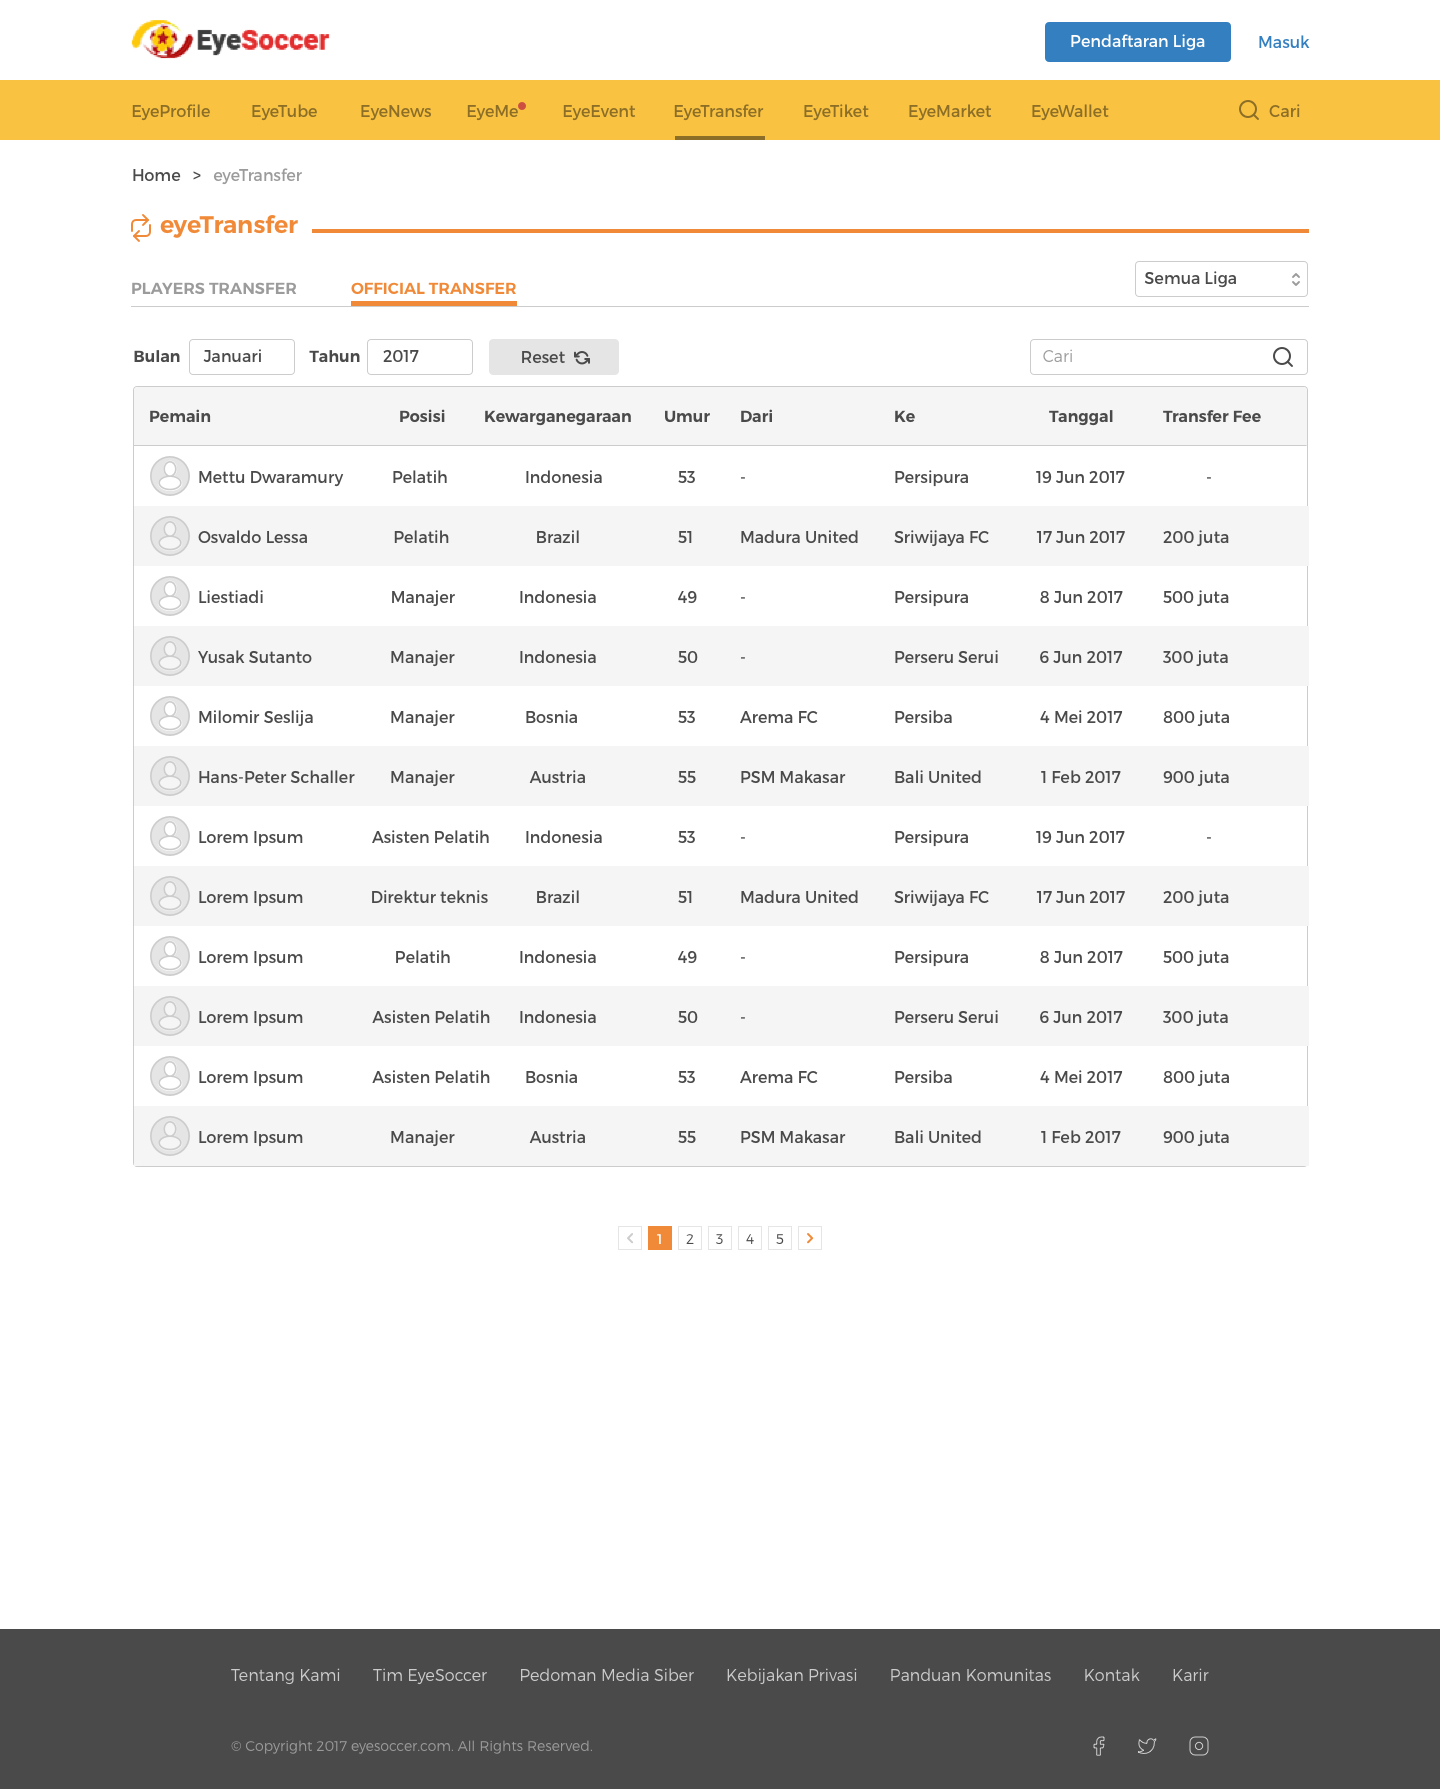 EyeSoccer
Pendaftaran Liga Masuk
EyeProfile EyeTube EyeNews EyeMe EyeEvent EyeTransfer EyeTiket EyeMarket EyeWallet Cari
Home > eyeTransfer
eyeTransfer
PLAYERS TRANSFER OFFICIAL TRANSFER Semua Liga
Bulan Januari Tahun 2017 Reset Cari
Pemain Posisi Kewarganegaraan Umur Dari Ke Tanggal Transfer Fee
Mettu Dwaramury Pelatih Indonesia 53 - Persipura 19 Jun 2017 -
Osvaldo Lessa Pelatih Brazil 51 Madura United Sriwijaya FC 17 Jun 2017 200 juta
Liestiadi Manajer Indonesia 49 - Persipura 8 Jun 2017 500 juta
Yusak Sutanto Manajer Indonesia 50 - Perseru Serui 6 Jun 2017 300 juta
Milomir Seslija Manajer Bosnia 53 Arema FC Persiba 4 Mei 2017 800 juta
Hans-Peter Schaller Manajer Austria 55 PSM Makasar Bali United 1 Feb 2017 900 juta
Lorem Ipsum Asisten Pelatih Indonesia 53 - Persipura 19 Jun 2017 -
Lorem Ipsum Direktur teknis Brazil 51 Madura United Sriwijaya FC 17 Jun 2017 200 juta
Lorem Ipsum Pelatih Indonesia 49 - Persipura 8 Jun 2017 500 juta
Lorem Ipsum Asisten Pelatih Indonesia 50 - Perseru Serui 6 Jun 2017 300 juta
Lorem Ipsum Asisten Pelatih Bosnia 53 Arema FC Persiba 4 Mei 2017 800 juta
Lorem Ipsum Manajer Austria 55 PSM Makasar Bali United 1 Feb 2017 900 juta
1 2 3 4 5
Tentang Kami Tim EyeSoccer Pedoman Media Siber Kebijakan Privasi Panduan Komunitas Kontak Karir
© Copyright 2017 eyesoccer.com. All Rights Reserved.